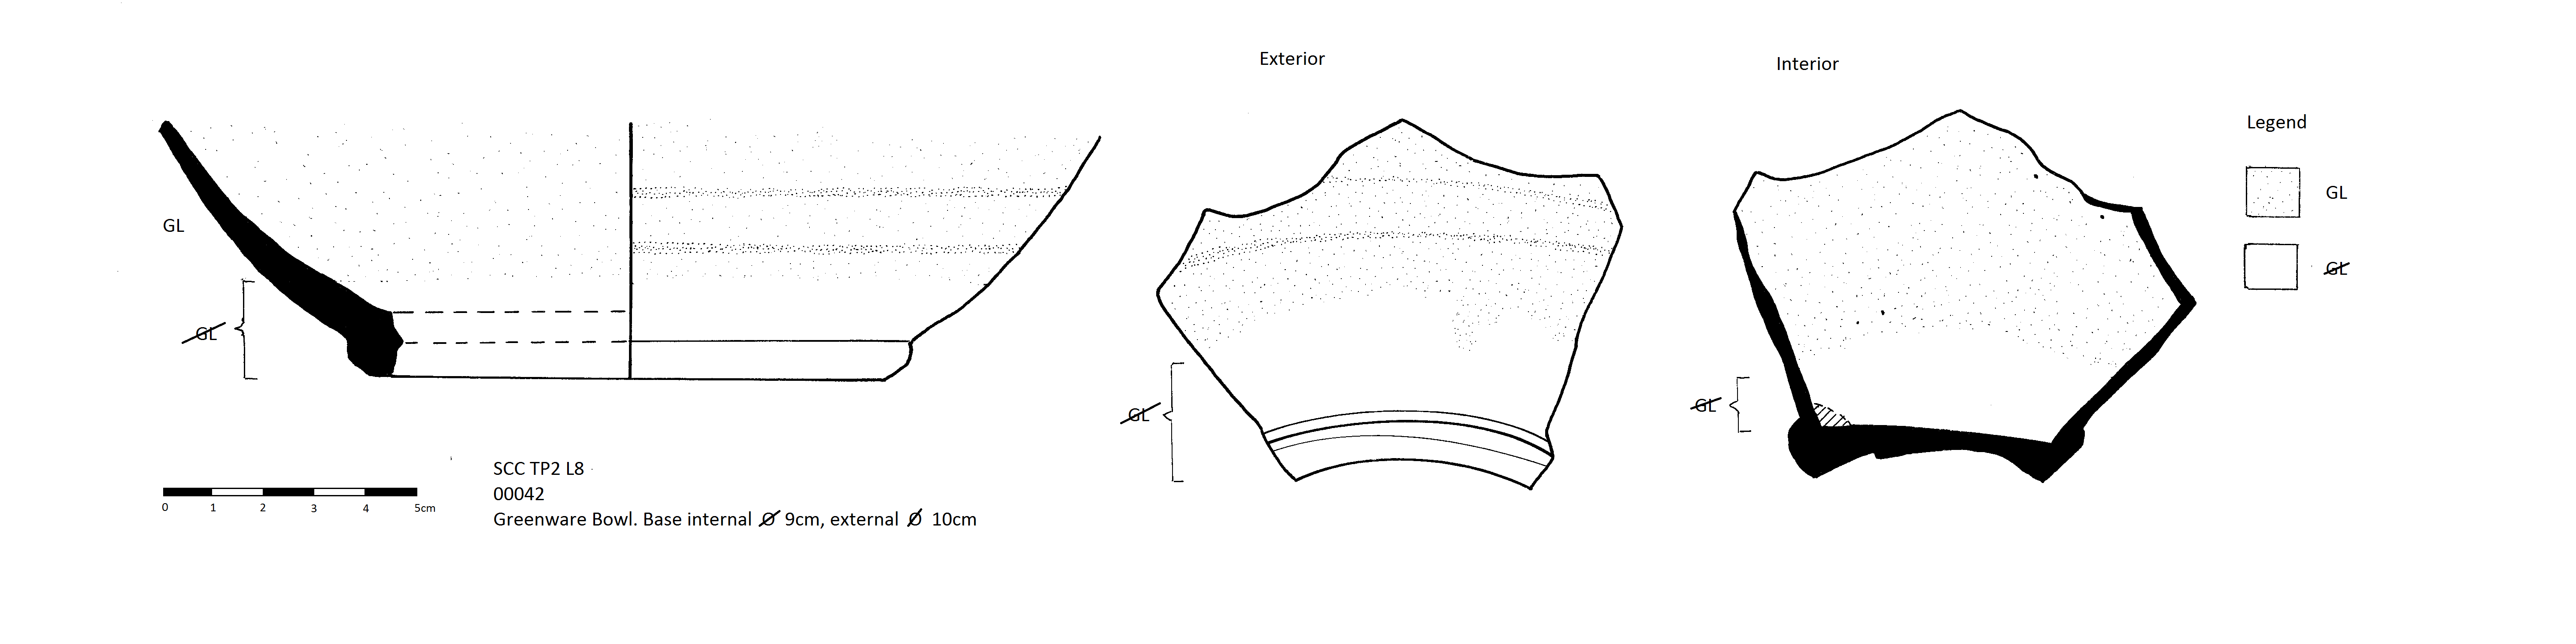 Exterior
Interior
Legend
GL
GL
GL
GL
GL
GL
GL
0 1 2 3 4 5cm
SCC TP2 L8
00042
Greenware Bowl. Base internal Ø 9cm, external Ø 10cm